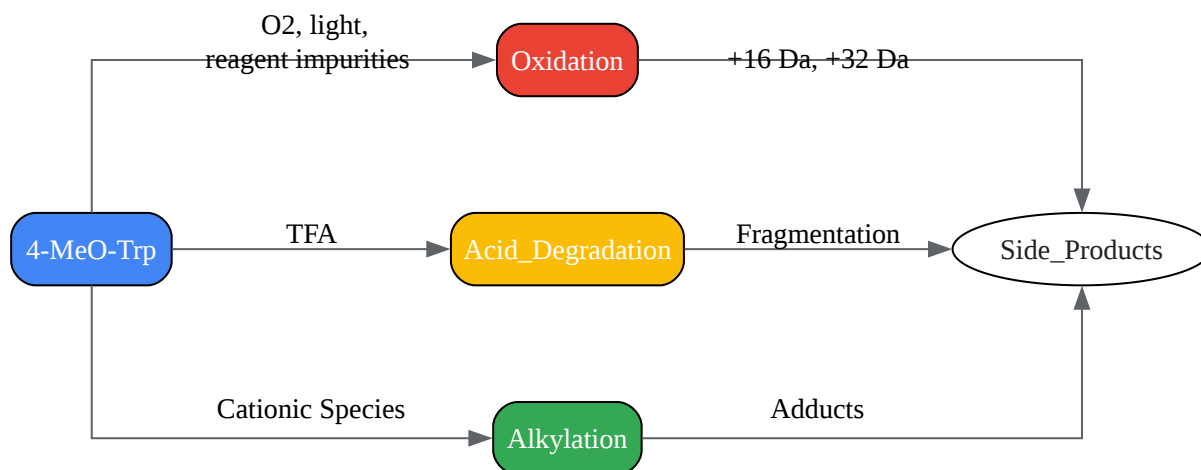 O2, light,
reagent impurities
Oxidation
+16 Da, +32 Da
4-MeO-Trp
TFA
Acid_Degradation
Fragmentation
Side_Products
Cationic Species
Alkylation
Adducts